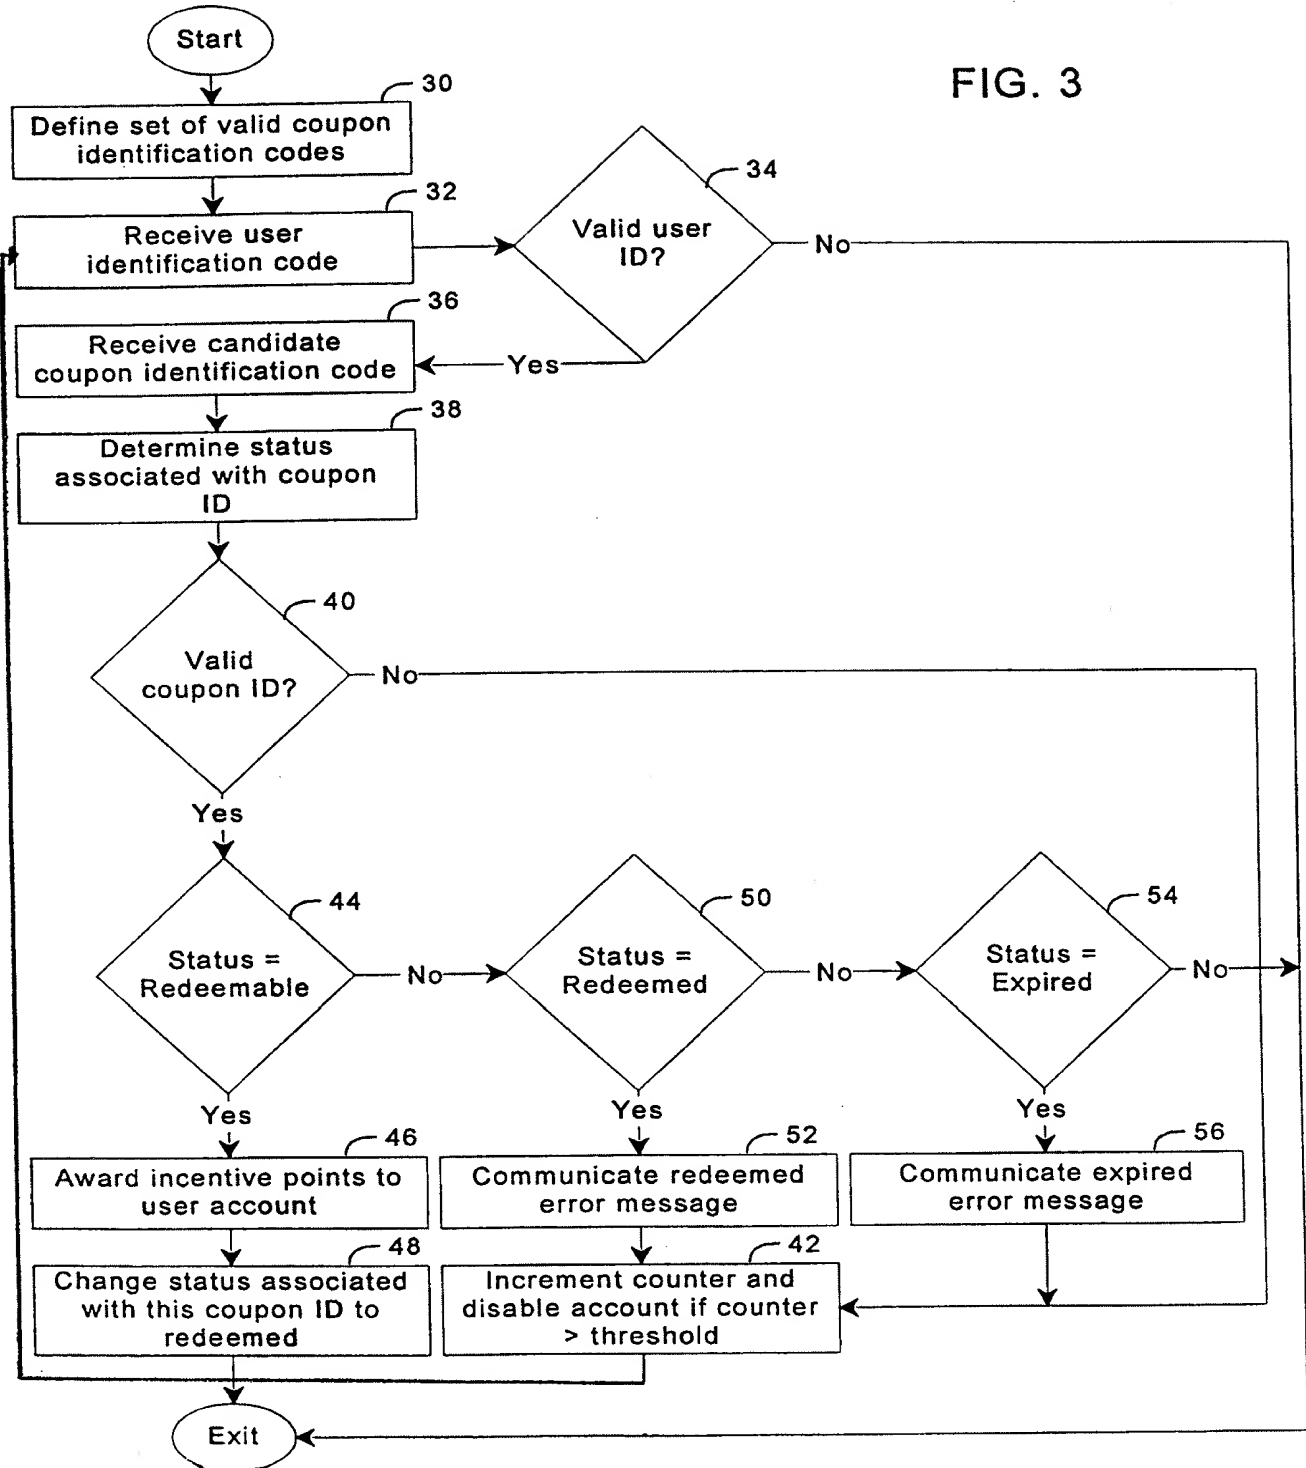 Start
FIG. 3
30
Define set of valid coupon
identification codes
32
Receive user
identification code
34
Valid user
ID?
No
36
Receive candidate
coupon identification code
Yes
38
Determine status
associated with coupon
ID
40
Valid
coupon ID?
No
Yes
44
Status =
Redeemable
No
50
Status =
Redeemed
No
54
Status =
Expired
No
Yes
Yes
Yes
46
Award incentive points to
user account
52
Communicate redeemed
error message
56
Communicate expired
error message
48
Change status associated
with this coupon ID to
redeemed
42
Increment counter and
disable account if counter
> threshold
Exit